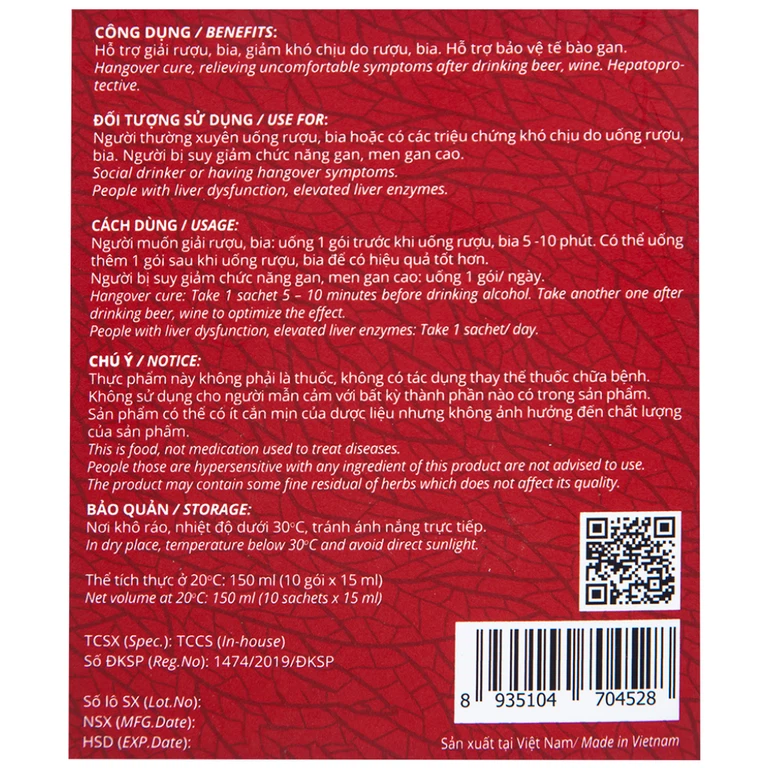 CÔNG DỤNG / BENEFITS:
Hỗ trợ giải rượu, bia, giảm khó chịu do rượu, bia. Hỗ trợ bảo vệ tế bào gan.
Hangover cure, relieving uncomfortable symptoms after drinking beer, wine. Hepatopro-
tective.
ĐỐI TƯỢNG SỬ DỤNG / USE FOR:
Người thường xuyên uống rượu, bia hoặc có các triệu chứng khó chịu do uống rượu,
bia. Người bị suy giảm chức năng gan, men gan cao.
Social drinker or having hangover symptoms.
People with liver dysfunction, elevated liver enzymes.
CÁCH DÙNG / USAGE:
Người muốn giải rượu, bia: uống 1 gói trước khi uống rượu, bia 5 -10 phút. Có thể uống
thêm 1 gói sau khi uống rượu, bia để có hiệu quả tốt hơn.
Người bị suy giảm chức năng gan, men gan cao: uống 1 gói/ ngày.
Hangover cure: Take 1 sachet 5 – 10 minutes before drinking alcohol. Take another one after
drinking beer, wine to optimize the effect.
People with liver dysfunction, elevated liver enzymes: Take 1 sachet/ day.
CHÚ Ý / NOTICE:
Thực phẩm này không phải là thuốc, không có tác dụng thay thế thuốc chữa bệnh.
Không sử dụng cho người mẫn cảm với bất kỳ thành phần nào có trong sản phẩm.
Sản phẩm có thể có ít cắn mịn của dược liệu nhưng không ảnh hưởng đến chất lượng
của sản phẩm.
This is food, not medication used to treat diseases.
People those are hypersensitive with any ingredient of this product are not advised to use.
The product may contain some fine residual of herbs which does not affect its quality.
BẢO QUẢN / STORAGE:
Nơi khô ráo, nhiệt độ dưới 30°C, tránh ánh nắng trực tiếp.
In dry place, temperature below 30°C and avoid direct sunlight.
Thể tích thực ở 20°C: 150 ml (10 gói x 15 ml)
Net volume at 20°C: 150 ml (10 sachets x 15 ml)
TCSX (Spec.): TCCS (In-house)
Số ĐKSP (Reg.No): 1474/2019/ĐKSP
Số lô SX (Lot.No):
NSX (MFG.Date):
HSD (EXP.Date):
8 935104 704528
Sản xuất tại Việt Nam/ Made in Vietnam